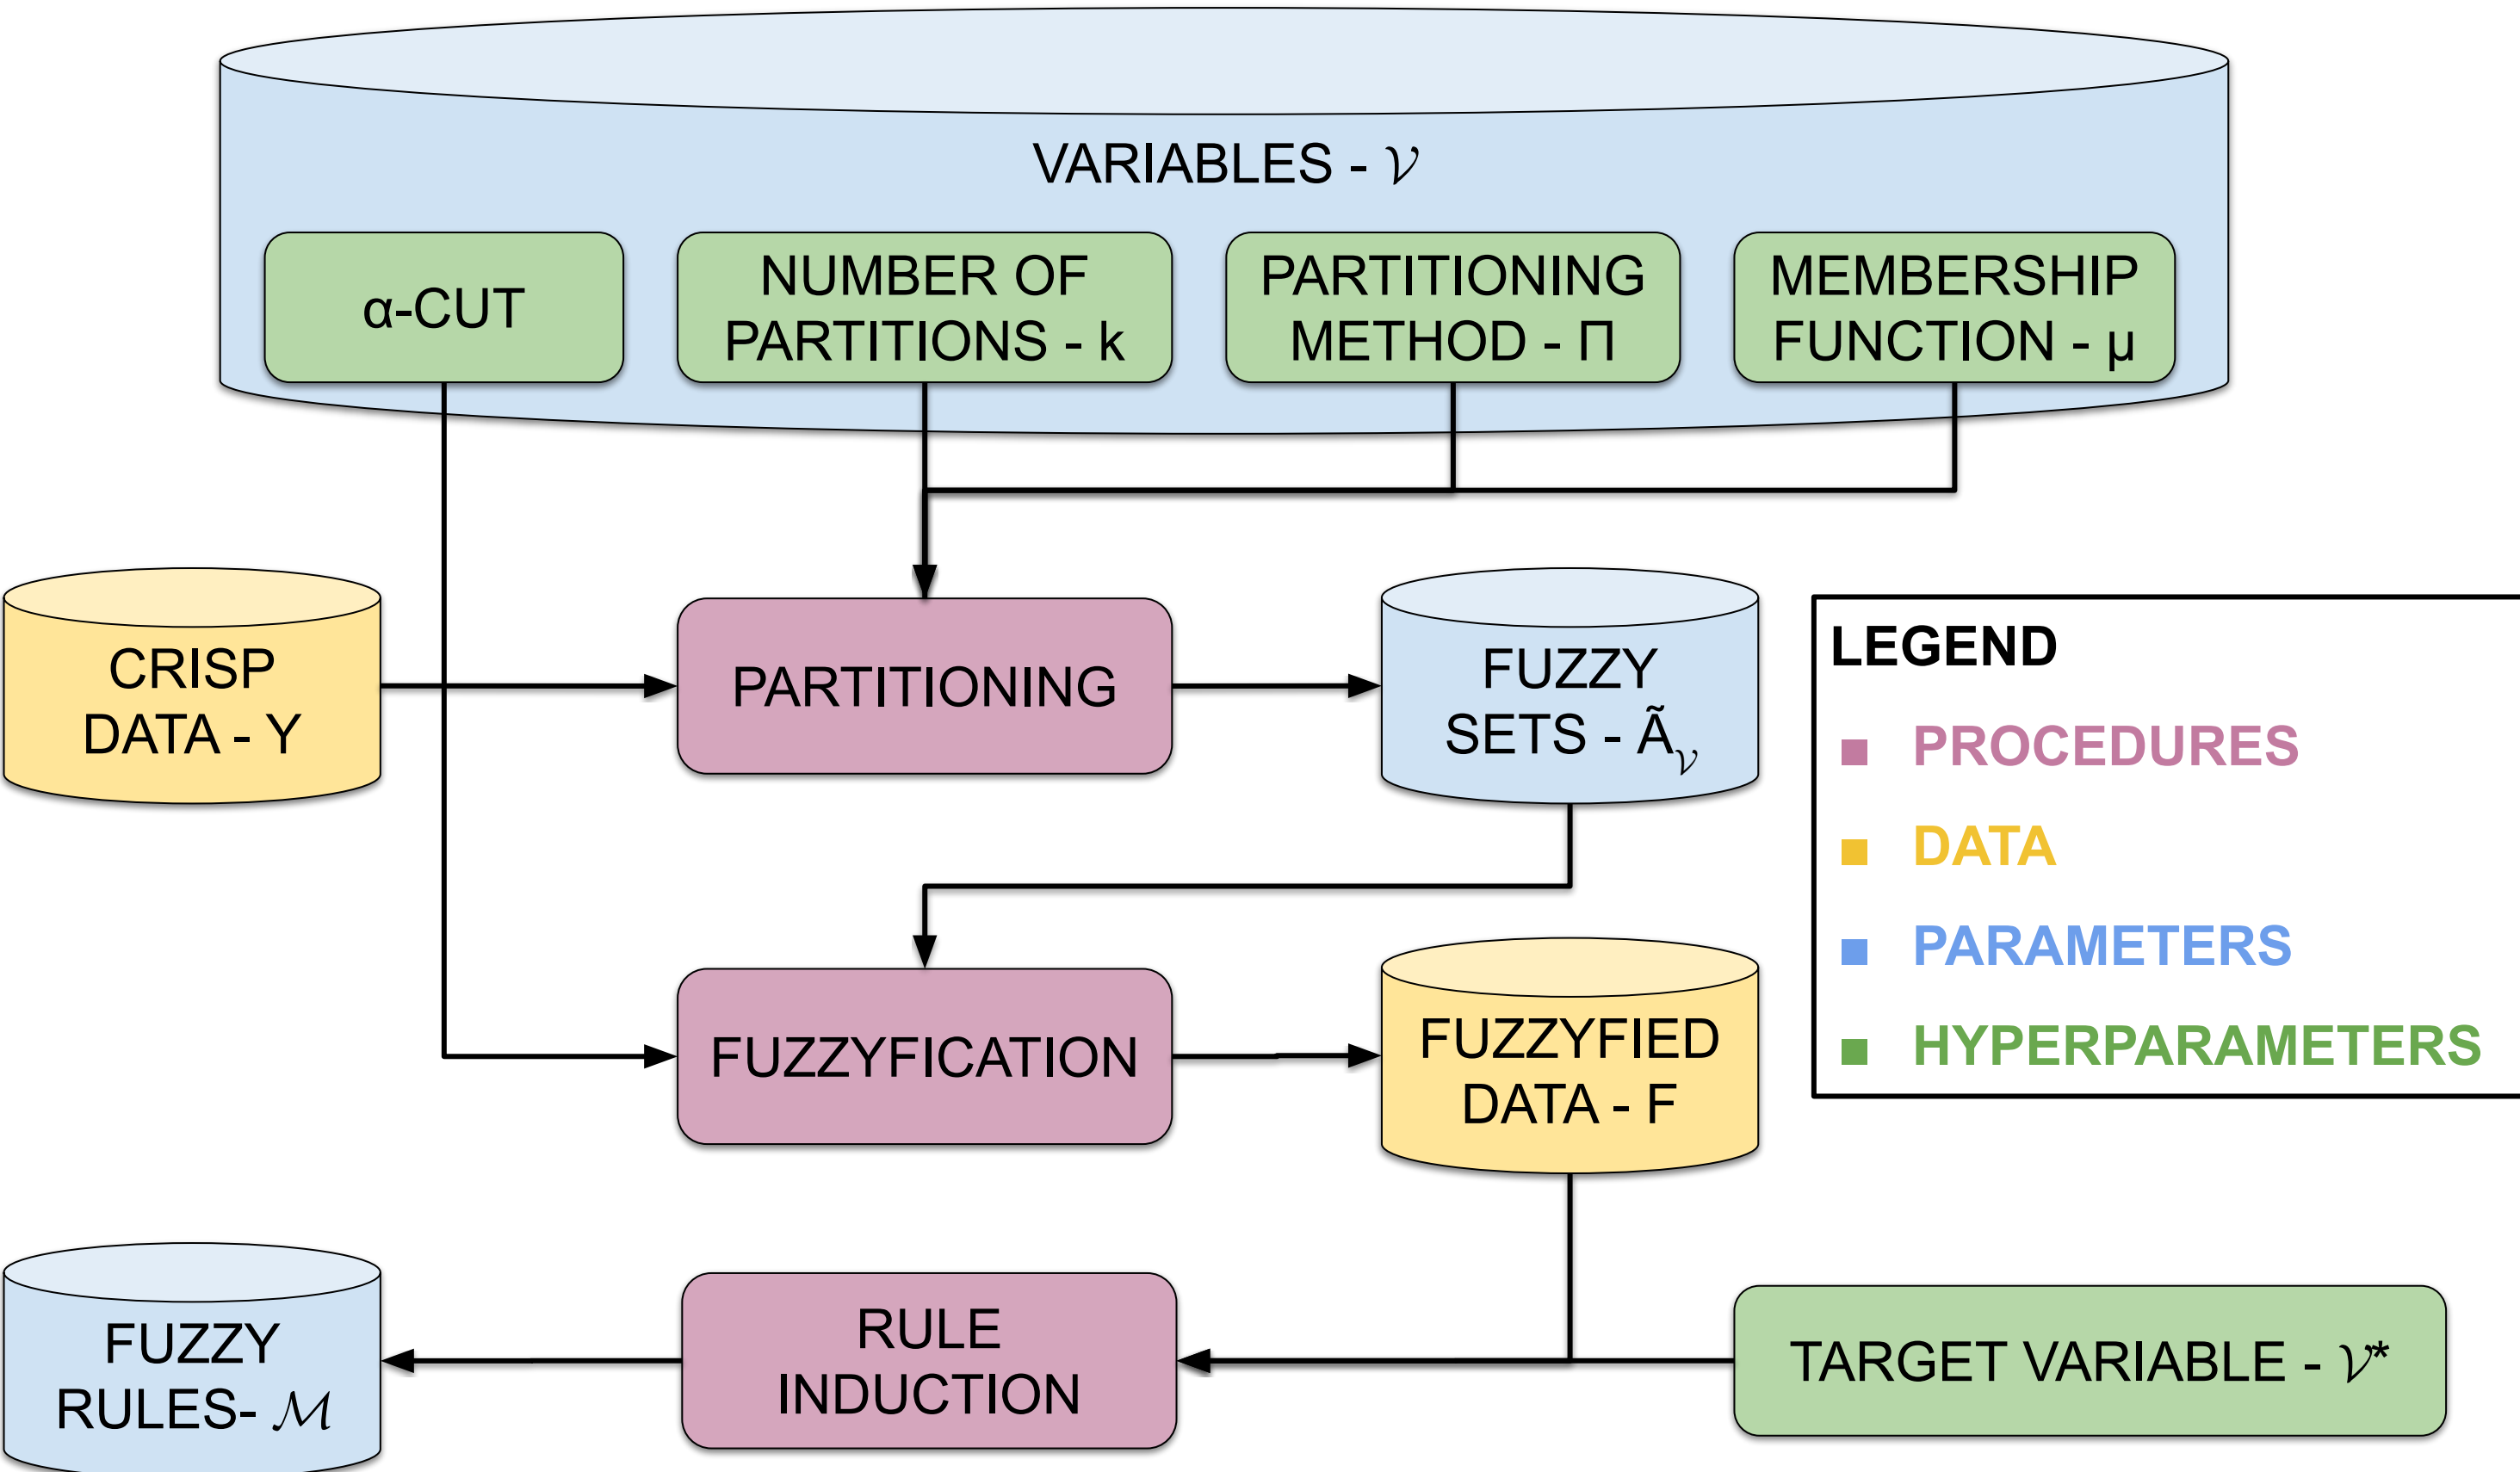 VARIABLES - 𝒱
α-CUT
NUMBER OF
PARTITIONS - k
PARTITIONING
METHOD - Π
MEMBERSHIP
FUNCTION - μ
CRISP
DATA - Y
PARTITIONING
FUZZY
SETS - Ã𝒱
LEGEND
■ PROCEDURES
■ DATA
■ PARAMETERS
■ HYPERPARAMETERS
FUZZYFICATION
FUZZYFIED
DATA - F
FUZZY
RULES- ℳ
RULE
INDUCTION
TARGET VARIABLE - 𝒱*